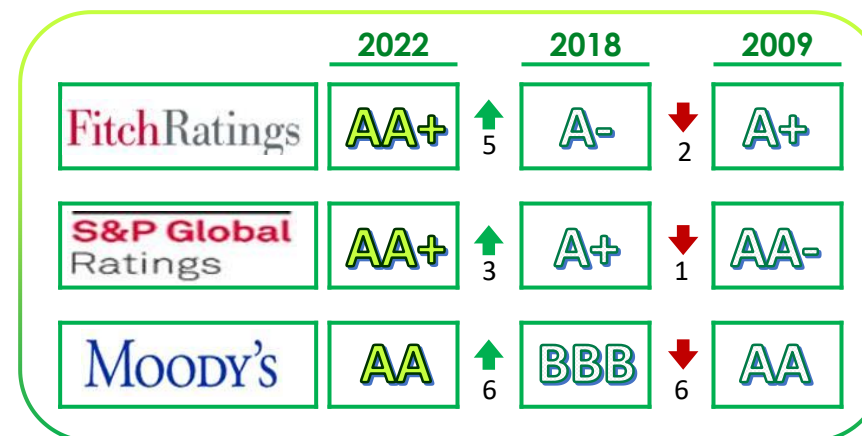 2022 2018 2009
FitchRatings AA+ 5 A- 2 A+
S&P Global
Ratings
AA+ 3 A+ 1 AA-
MOODY'S AA 6 BBB 6 AA